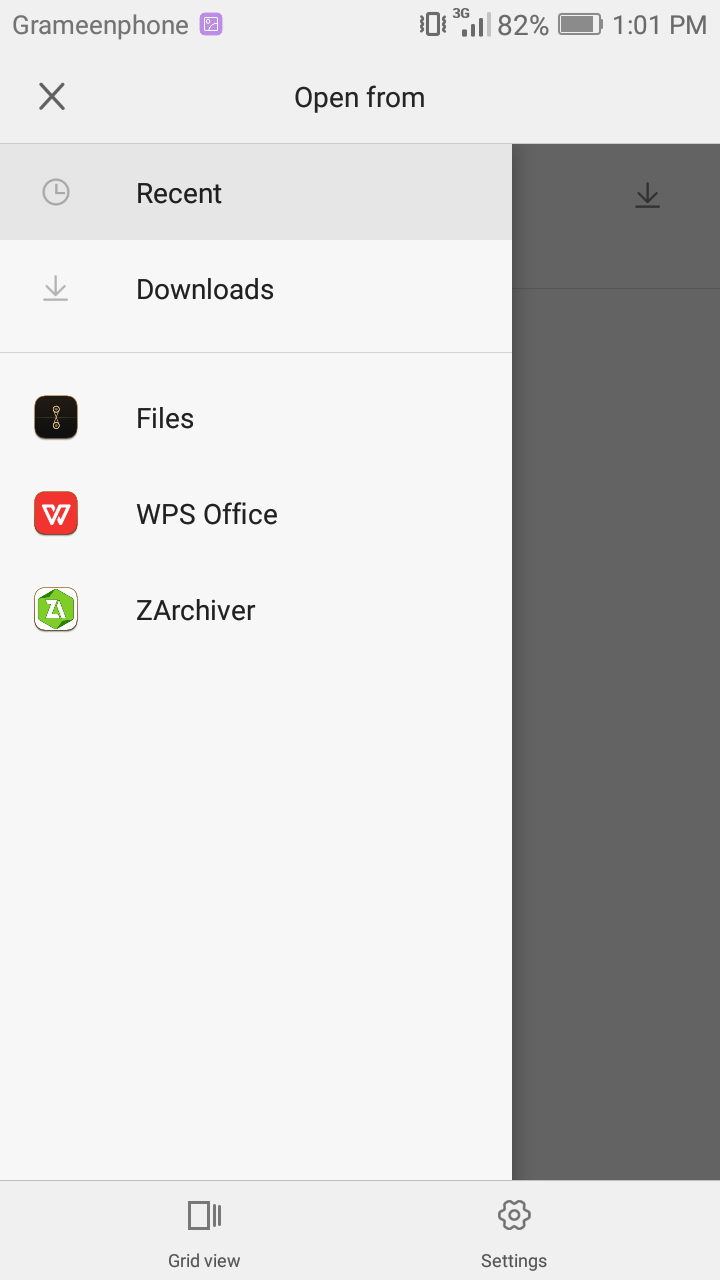 Grameenphone 3G 82% 1:01 PM
Open from
Recent
Downloads
Files
WPS Office
ZArchiver
Grid view Settings